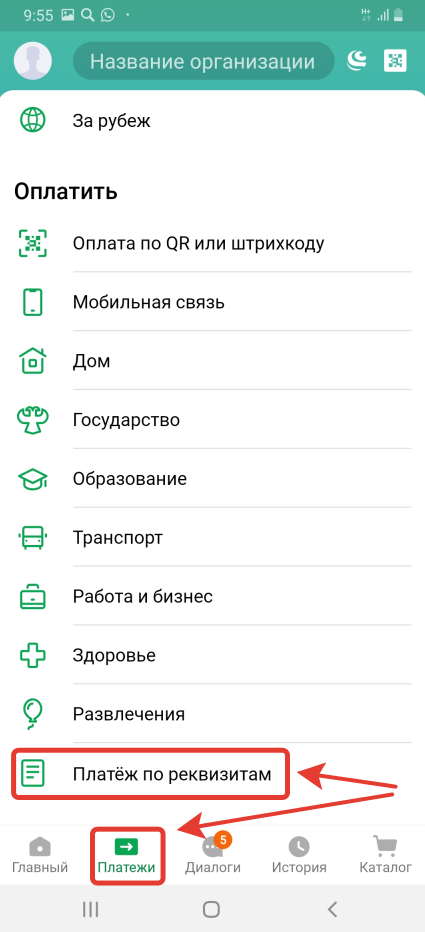 9:55
Название организации
За рубеж
Оплатить
Оплата по QR или штрихкоду
Мобильная связь
Дом
Государство
Образование
Транспорт
Работа и бизнес
Здоровье
Развлечения
Платёж по реквизитам
5
Главный
Платежи
Диалоги
История
Каталог